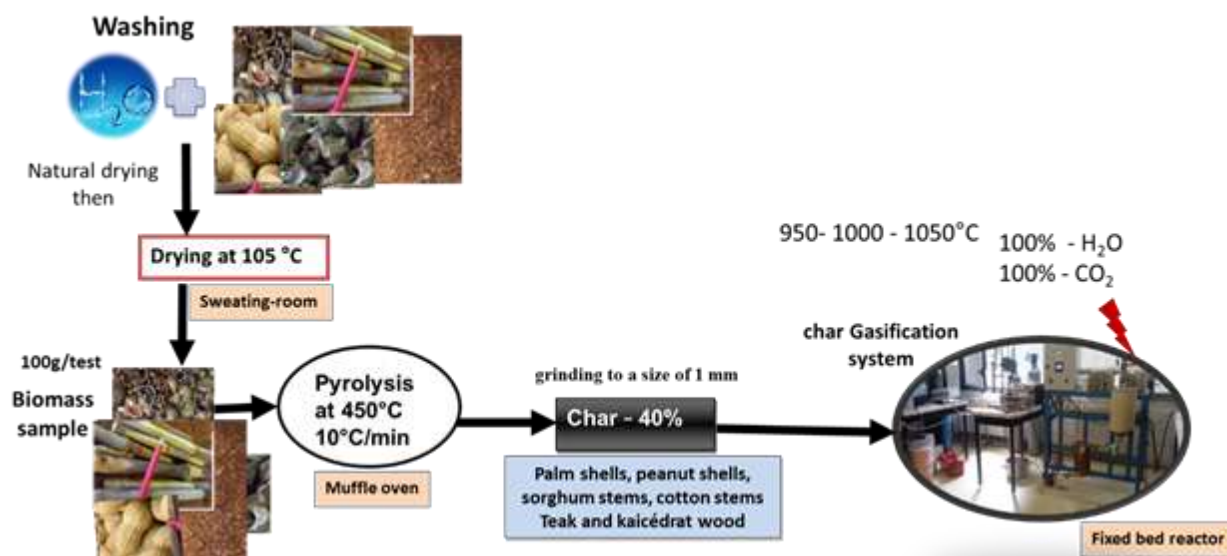 Washing
H₂O
Natural drying
then
Drying at 105 °C
Sweating-room
100g/test
Biomass
sample
Pyrolysis
at 450°C
10°C/min
Muffle oven
grinding to a size of 1 mm
Char - 40%
Palm shells, peanut shells,
sorghum stems, cotton stems
Teak and kaicédrat wood
950- 1000 - 1050°C
100% - H₂O
100% - CO₂
char Gasification
system
Fixed bed reactor